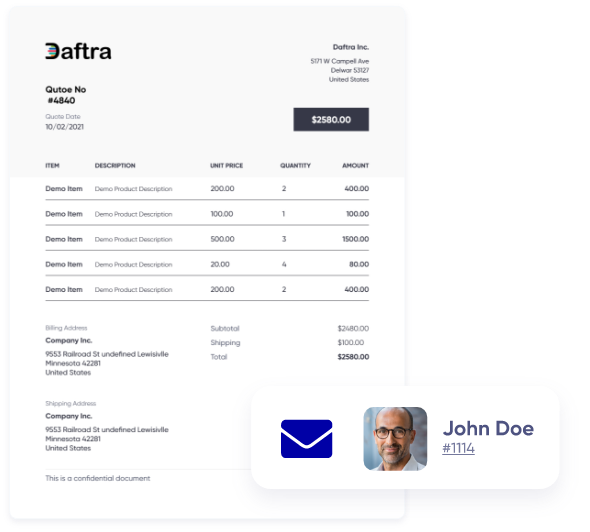 Daftra
Daftra Inc.
5171 W Campell Ave
Delwar 53127
United States
Qutoe No
#4840
Quote Date
10/02/2021
$2580.00
ITEM DESCRIPTION UNIT PRICE QUANTITY AMOUNT
Demo Item Demo Product Description 200.00 2 400.00
Demo Item Demo Product Description 100.00 1 100.00
Demo Item Demo Product Description 500.00 3 1500.00
Demo Item Demo Product Description 20.00 4 80.00
Demo Item Demo Product Description 200.00 2 400.00
Billing Address
Company Inc.
9553 Railroad St undefined Lewisivlle
Minnesota 42281
United States
Subtotal $2480.00
Shipping $100.00
Total $2580.00
Shipping Address
Company Inc.
9553 Railroad St undefined Lewisivlle
Minnesota 42281
United States
This is a confidential document
John Doe
#1114